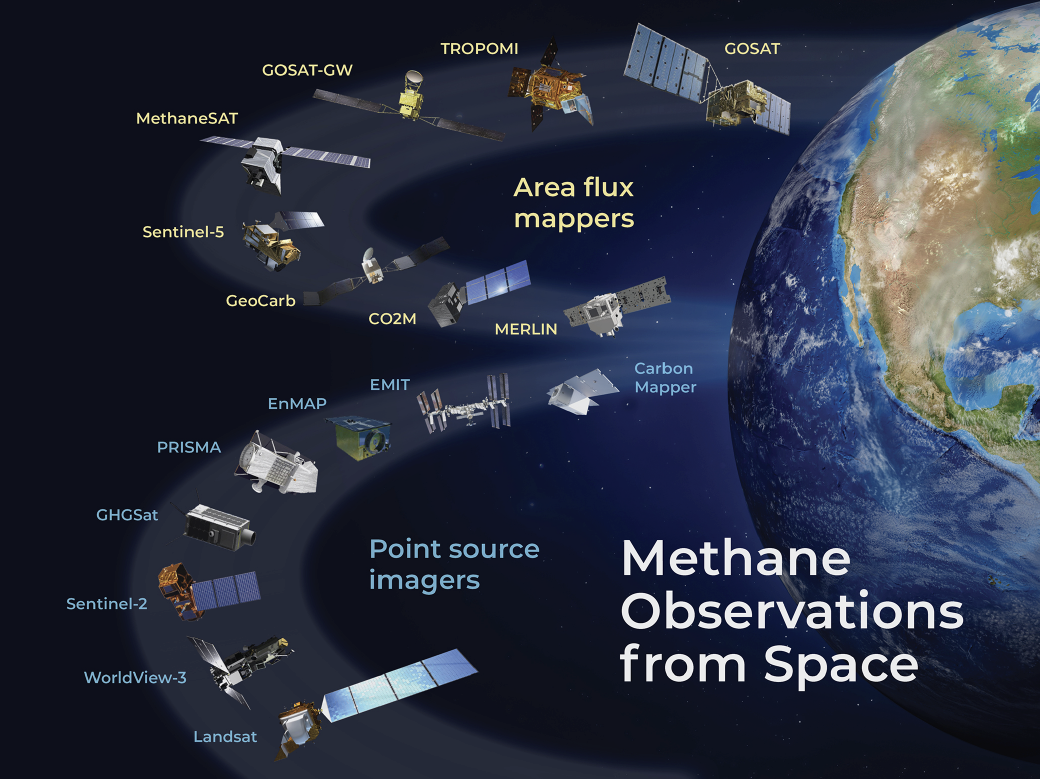 TROPOMI
GOSAT
GOSAT-GW
MethaneSAT
Area flux
mappers
Sentinel-5
GeoCarb
CO2M
MERLIN
Carbon
Mapper
EMIT
EnMAP
PRISMA
GHGSat
Point source
imagers
Methane
Observations
from Space
Sentinel-2
WorldView-3
Landsat